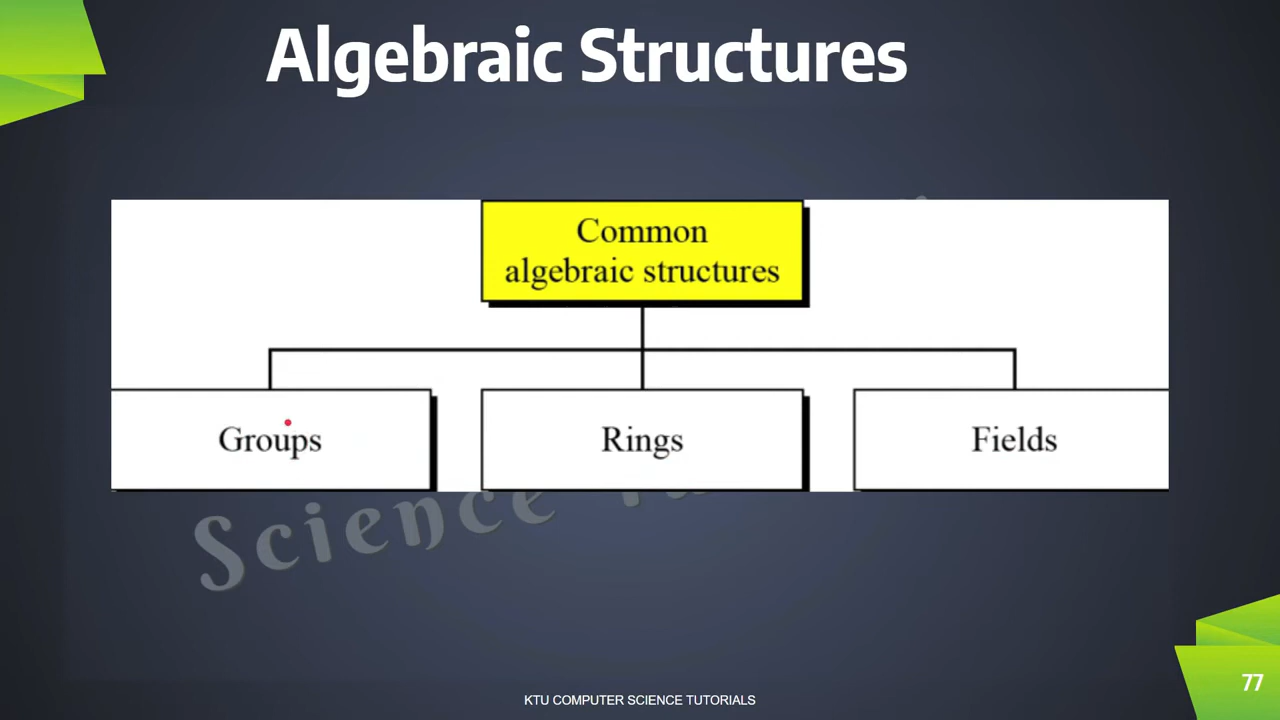 Algebraic Structures
Common
algebraic structures
Groups
Rings
Fields
Science
KTU COMPUTER SCIENCE TUTORIALS
77